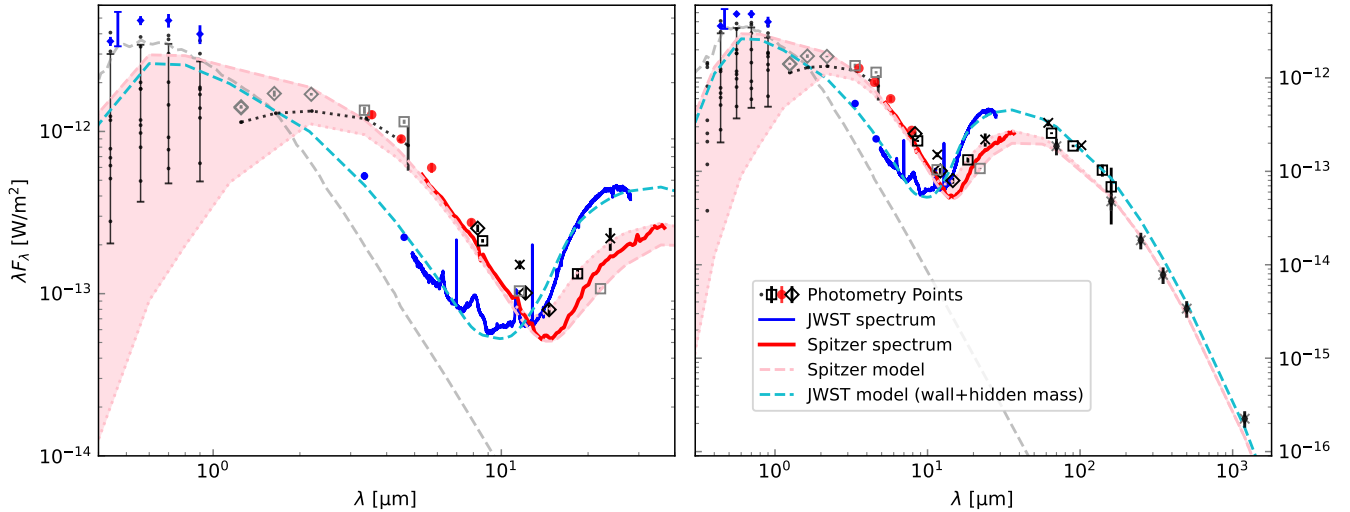 10⁻¹²
10⁻¹³
10⁻¹⁴
λF_λ [W/m²]
10⁰
10¹
λ [µm]
10⁻¹²
10⁻¹³
10⁻¹⁴
10⁻¹⁵
10⁻¹⁶
10⁰
10¹
10²
10³
λ [µm]
Photometry Points
JWST spectrum
Spitzer spectrum
Spitzer model
JWST model (wall+hidden mass)